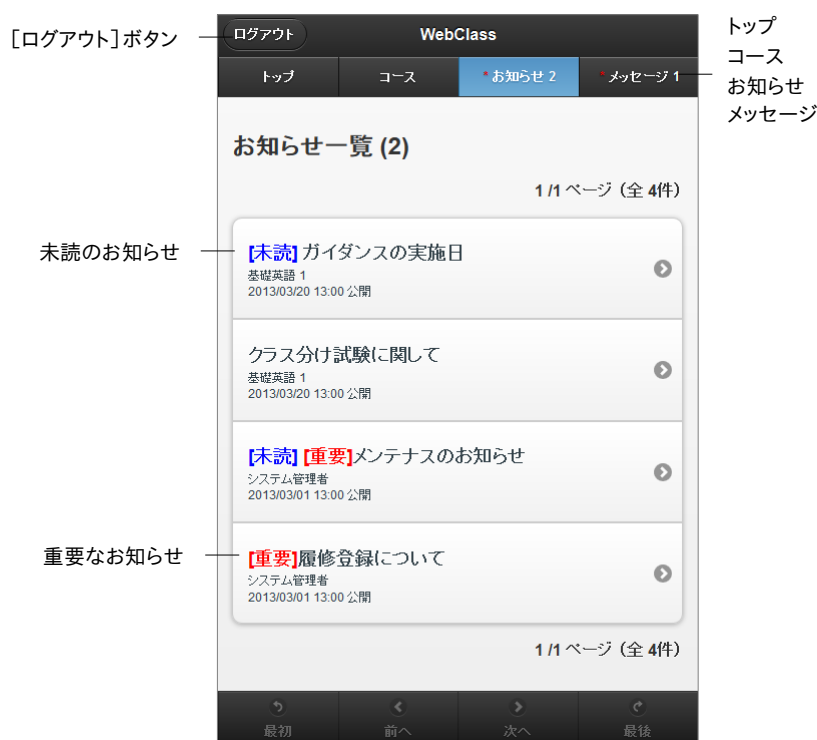 [ログアウト]ボタン
ログアウト
WebClass
トップ
コース
お知らせ
メッセージ
トップ
コース
*お知らせ 2
*メッセージ 1
お知らせ一覧 (2)
1 /1 ページ (全 4件)
未読のお知らせ
[未読] ガイダンスの実施日
基礎英語 1
2013/03/20 13:00 公開
クラス分け試験に関して
基礎英語 1
2013/03/20 13:00 公開
[未読] [重要]メンテナスのお知らせ
システム管理者
2013/03/01 13:00 公開
重要なお知らせ
[重要]履修登録について
システム管理者
2013/03/01 13:00 公開
1 /1 ページ (全 4件)
最初
前へ
次へ
最後